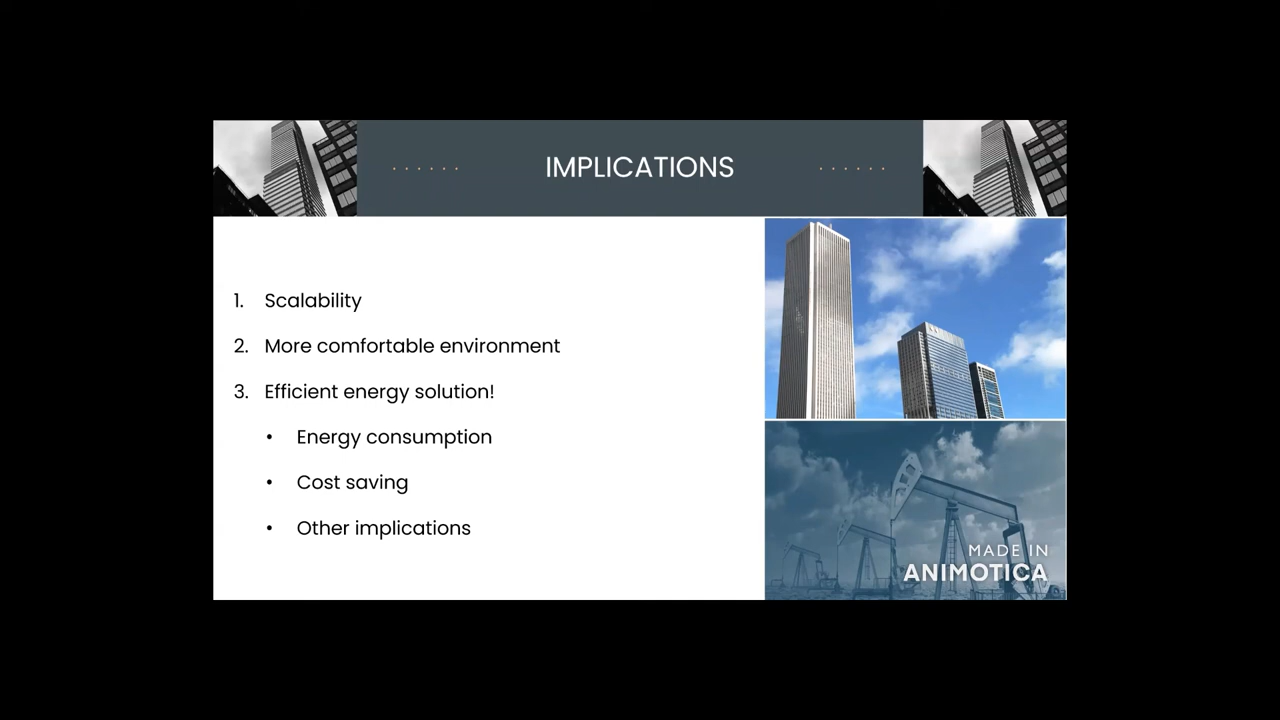 IMPLICATIONS
1. Scalability
2. More comfortable environment
3. Efficient energy solution!
• Energy consumption
• Cost saving
• Other implications
MADE IN
ANIMOTICA